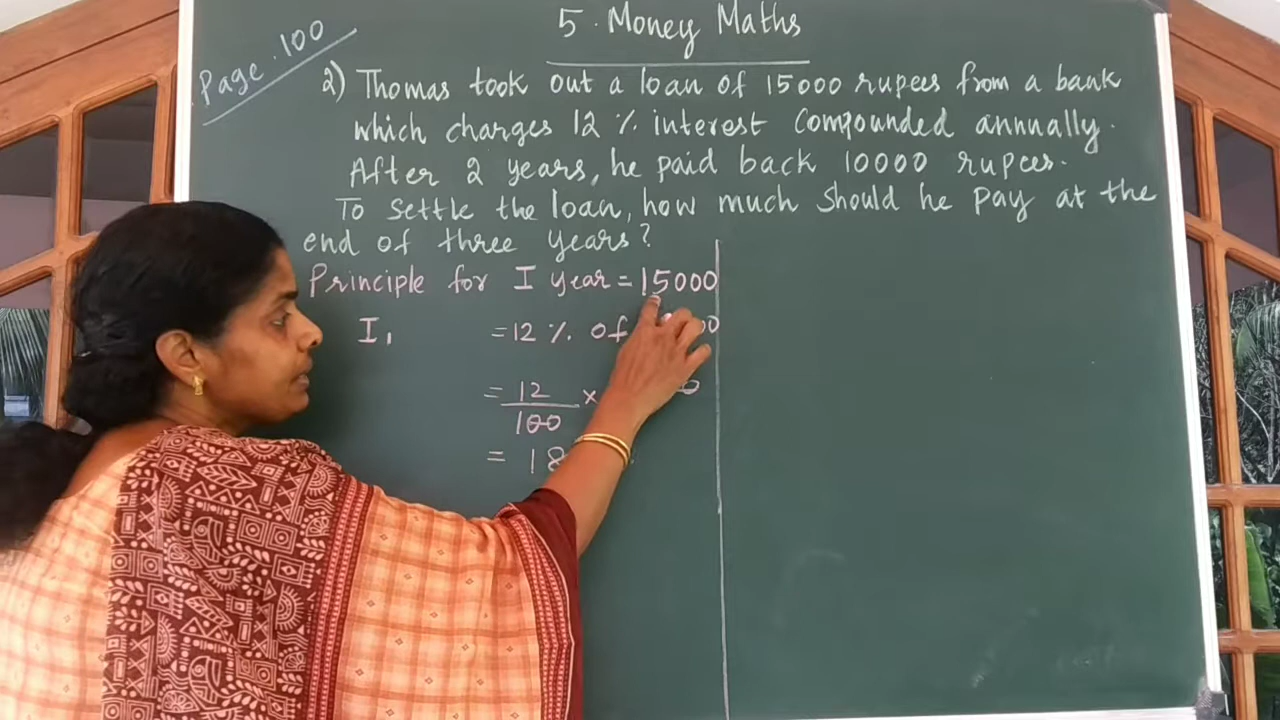 5. Money Maths
Page. 100
2) Thomas took out a loan of 15000 rupees from a bank
which charges 12 % interest compounded annually.
After 2 years, he paid back 10000 rupees.
To settle the loan, how much should he pay at the
end of three years?
Principle for I year = 15000
I₁ = 12 % of
= 12/100 ×
= 18